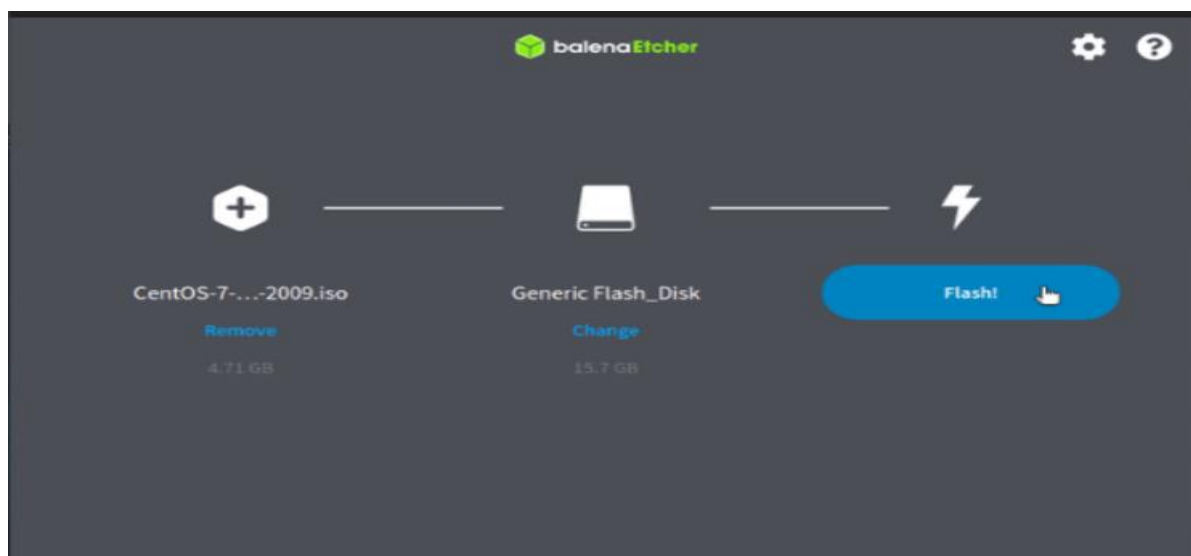 balenaEtcher
CentOS-7-...-2009.iso
Remove
4.71 GB
Generic Flash_Disk
Change
15.7 GB
Flash!